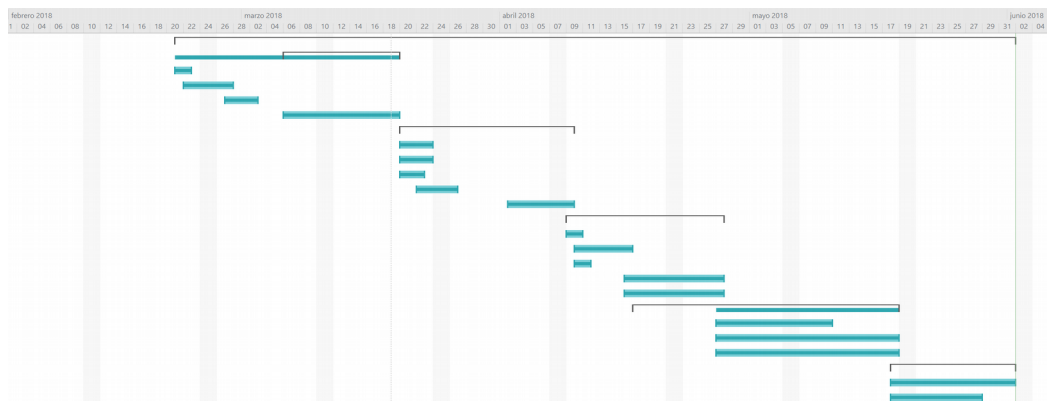 febrero 2018 marzo 2018 abril 2018 mayo 2018 junio 2018
1 02 04 06 08 10 12 14 16 18 20 22 24 26 28 02 04 06 08 10 12 14 16 18 20 22 24 26 28 30 01 03 05 07 09 11 13 15 17 19 21 23 25 27 29 01 03 05 07 09 11 13 15 17 19 21 23 25 27 29 31 02 04